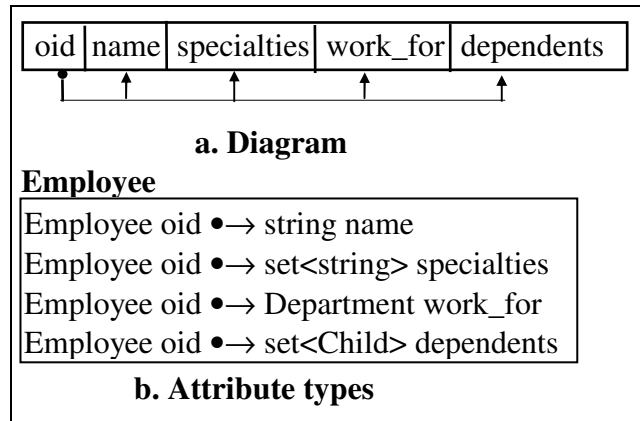 oid name specialties work_for dependents
a. Diagram
Employee
Employee oid •→ string name
Employee oid •→ set<string> specialties
Employee oid •→ Department work_for
Employee oid •→ set<Child> dependents
b. Attribute types